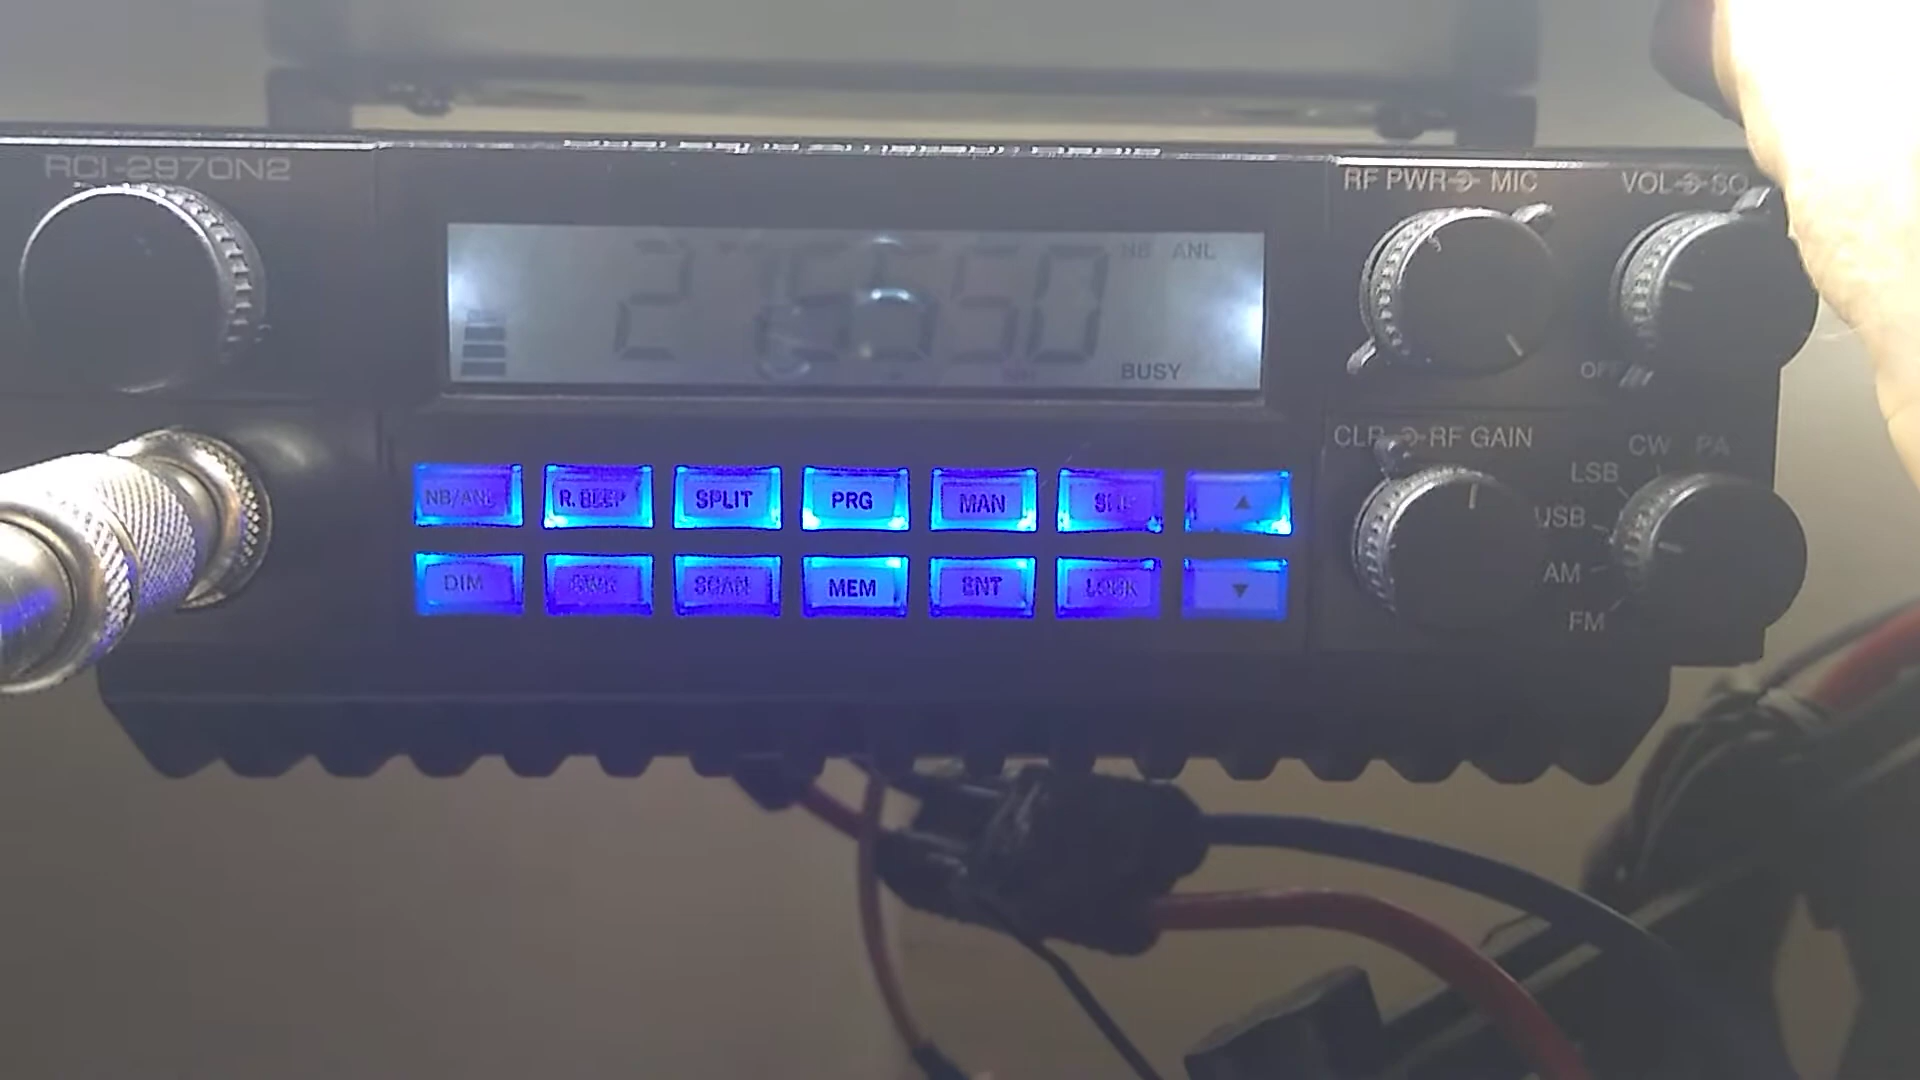 RCI-2970N2
RF PWR MIC
VOL SQ
NB ANL
BUSY
OFF
CLR RF GAIN
CW PA
LSB
USB
AM
FM
NB/ANL R.BEEP SPLIT PRG MAN
DIM SCAN MEM ENT LOCK